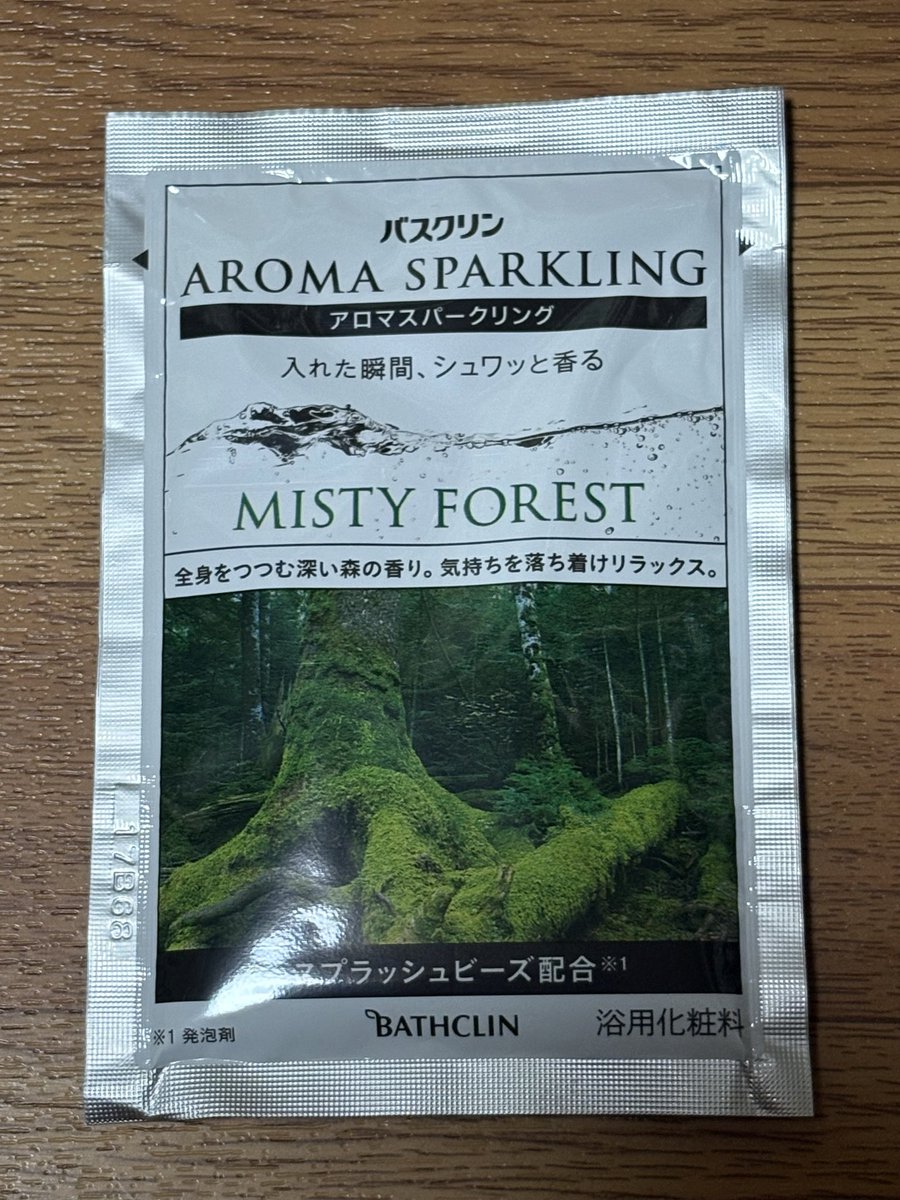 バスクリン
AROMA SPARKLING
アロマスパークリング
入れた瞬間、シュワッと香る
MISTY FOREST
全身をつつむ深い森の香り。気持ちを落ち着けリラックス。
スプラッシュビーズ配合※1
※1 発泡剤
BATHCLIN
浴用化粧料